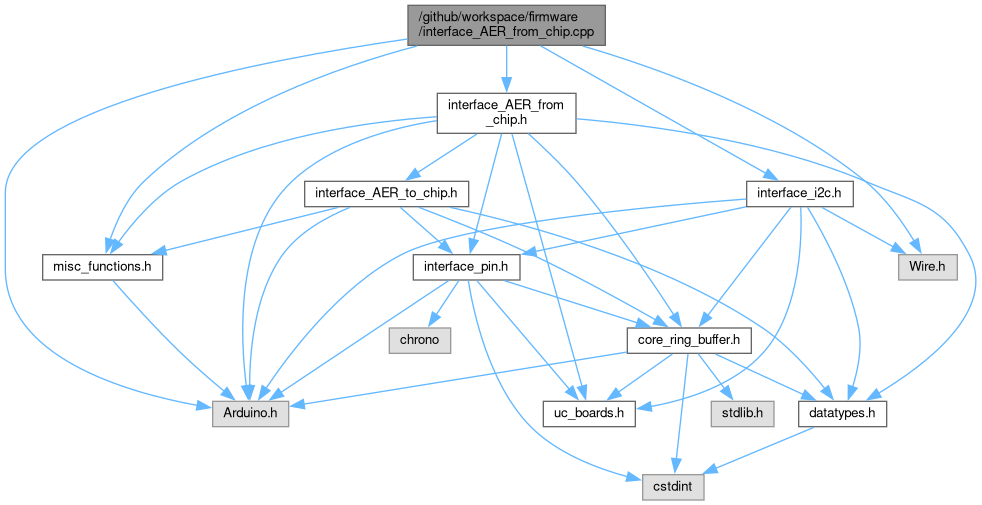 /github/workspace/firmware
/interface_AER_from_chip.cpp
interface_AER_from
_chip.h
interface_AER_to_chip.h
interface_i2c.h
misc_functions.h
interface_pin.h
Wire.h
chrono
core_ring_buffer.h
Arduino.h
uc_boards.h
stdlib.h
datatypes.h
cstdint